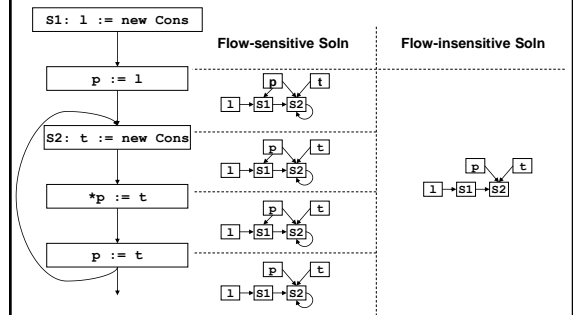 S1: l := new Cons
Flow-sensitive Soln
Flow-insensitive Soln
p := l
p t
l S1 S2
S2: t := new Cons
p t
l S1 S2
*p := t
p t
l S1 S2
p := t
p t
l S1 S2
p t
l S1 S2